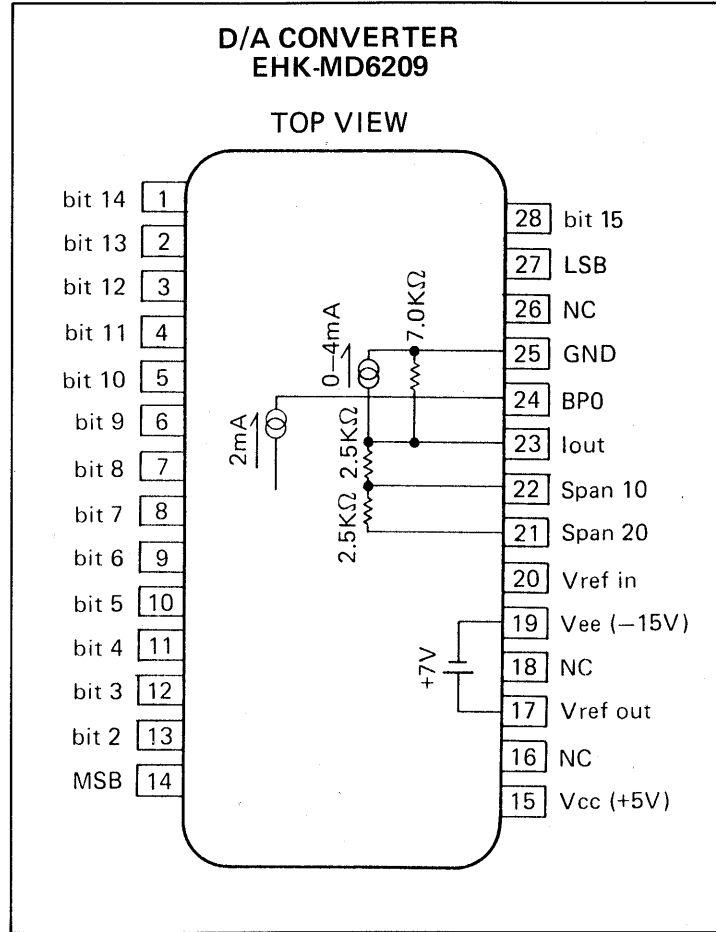 D/A CONVERTER
EHK-MD6209
TOP VIEW
bit 14 1
bit 13 2
bit 12 3
bit 11 4
bit 10 5
bit 9 6
bit 8 7
bit 7 8
bit 6 9
bit 5 10
bit 4 11
bit 3 12
bit 2 13
MSB 14
28 bit 15
27 LSB
26 NC
25 GND
24 BPO
23 Iout
22 Span 10
21 Span 20
20 Vref in
19 Vee (−15V)
18 NC
17 Vref out
16 NC
15 Vcc (+5V)
2mA
0–4mA
7.0KΩ
2.5KΩ
2.5KΩ
+7V